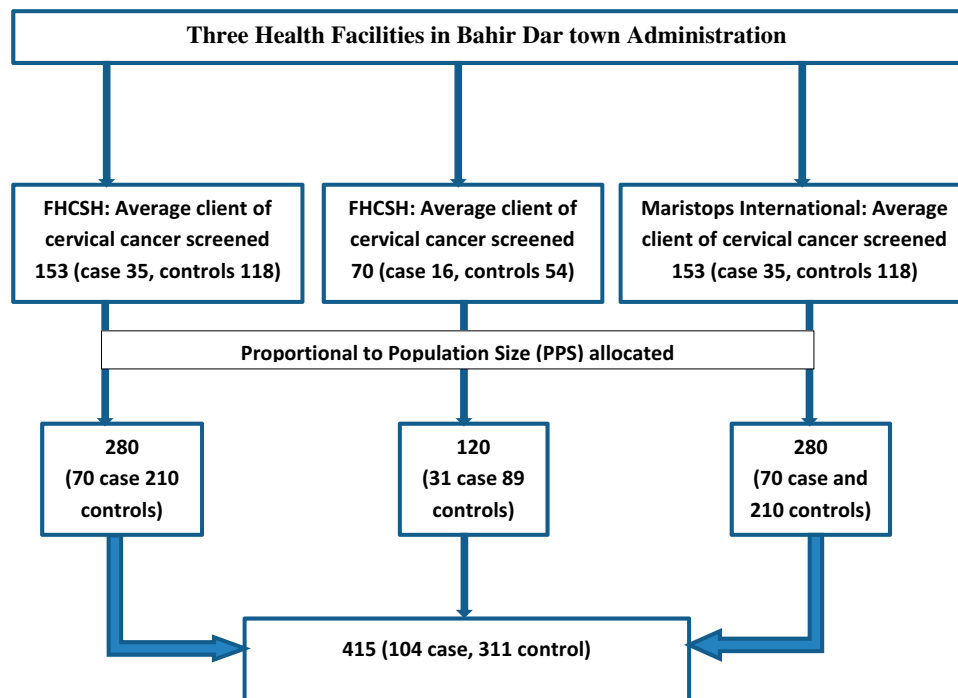 Three Health Facilities in Bahir Dar town Administration
FHCSH: Average client of
cervical cancer screened
153 (case 35, controls 118)
FHCSH: Average client of
cervical cancer screened
70 (case 16, controls 54)
Maristops International: Average
client of cervical cancer screened
153 (case 35, controls 118)
Proportional to Population Size (PPS) allocated
280
(70 case 210
controls)
120
(31 case 89
controls)
280
(70 case and
210 controls)
415 (104 case, 311 control)